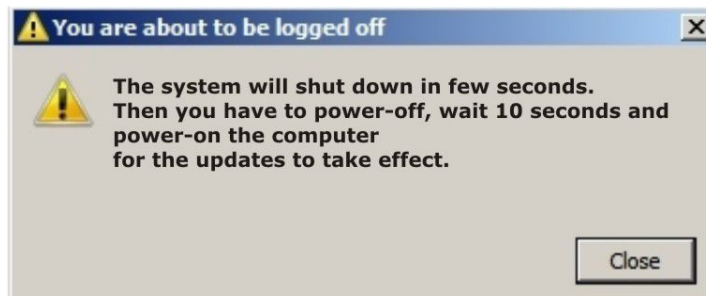 You are about to be logged off
The system will shut down in few seconds.
Then you have to power-off, wait 10 seconds and
power-on the computer
for the updates to take effect.
Close